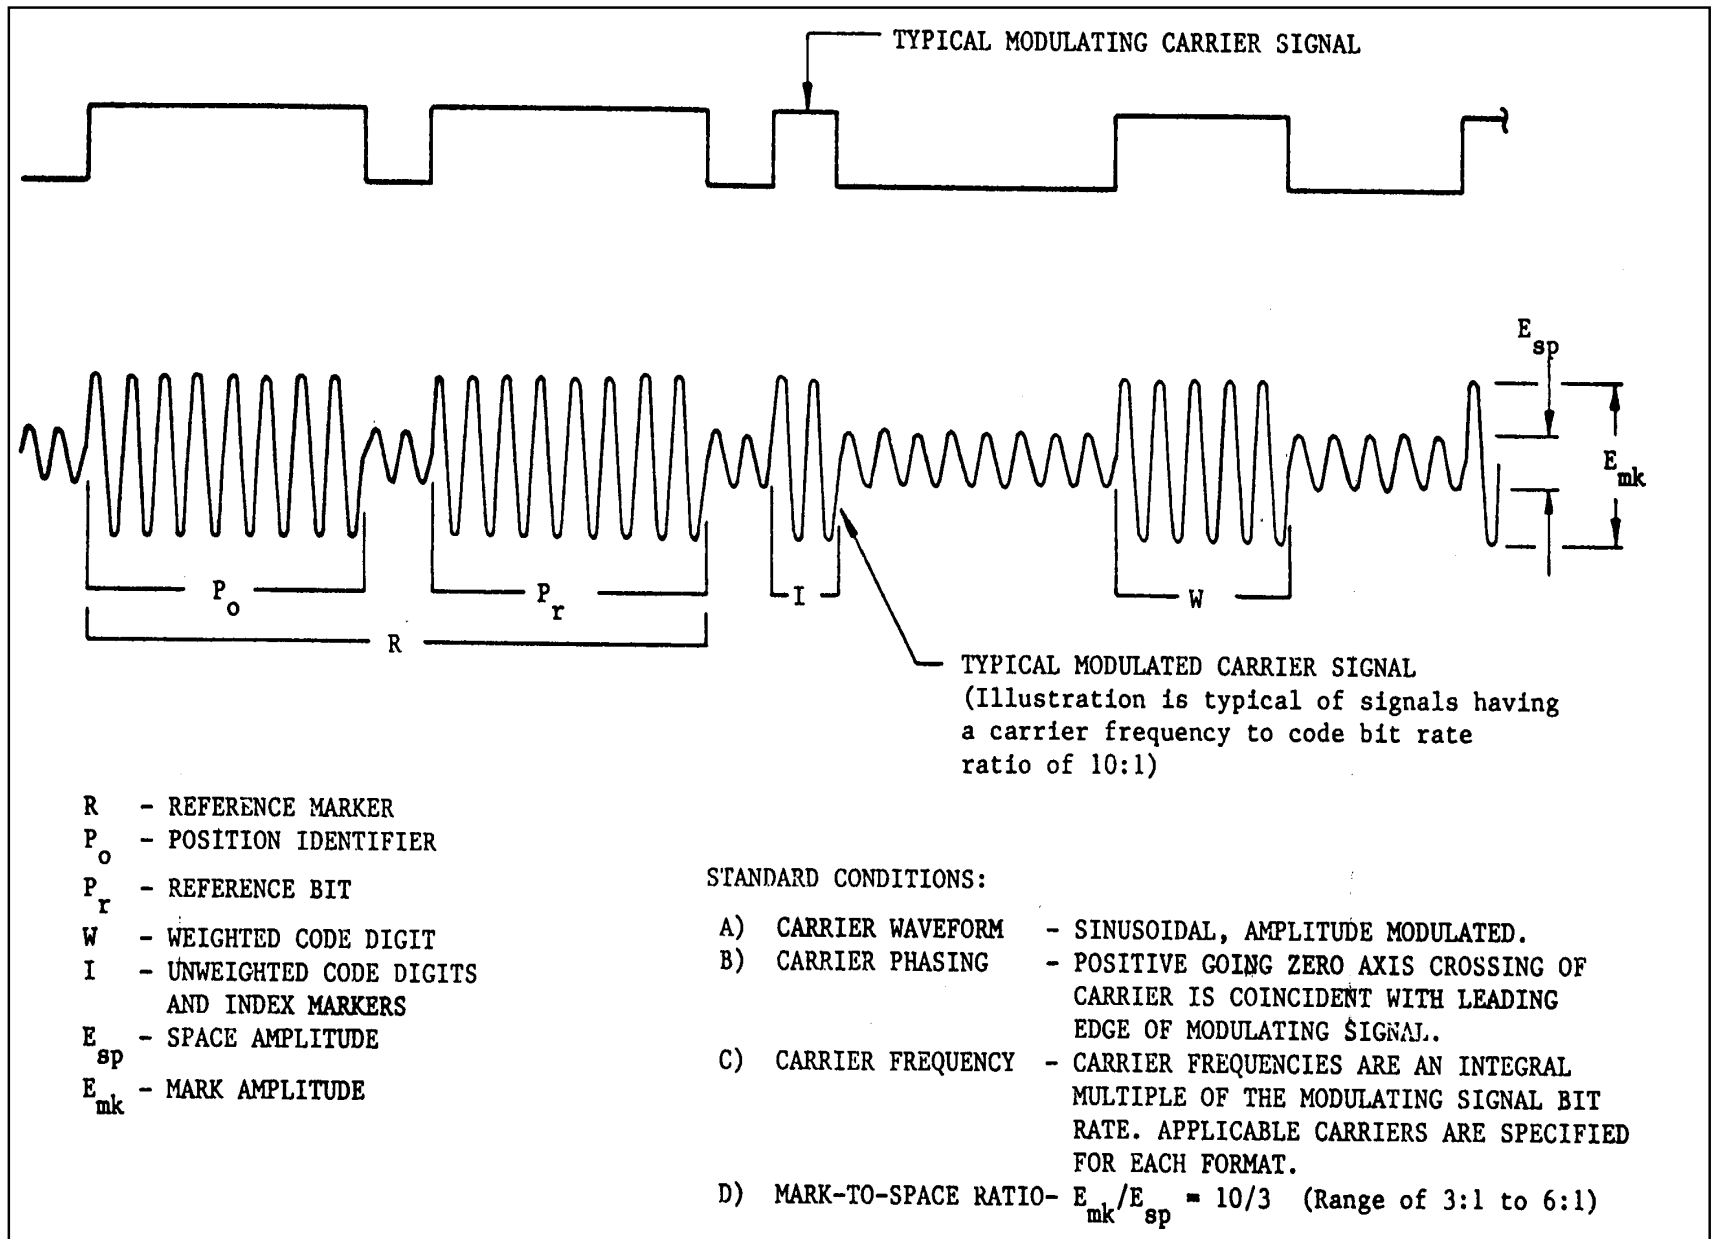 TYPICAL MODULATING CARRIER SIGNAL
E sp
E mk
P o
P r
I
W
R
TYPICAL MODULATED CARRIER SIGNAL
(Illustration is typical of signals having
a carrier frequency to code bit rate
ratio of 10:1)
R - REFERENCE MARKER
P o - POSITION IDENTIFIER
P r - REFERENCE BIT
W - WEIGHTED CODE DIGIT
I - UNWEIGHTED CODE DIGITS
AND INDEX MARKERS
E sp - SPACE AMPLITUDE
E mk - MARK AMPLITUDE
STANDARD CONDITIONS:
A) CARRIER WAVEFORM - SINUSOIDAL, AMPLITUDE MODULATED.
B) CARRIER PHASING - POSITIVE GOING ZERO AXIS CROSSING OF
CARRIER IS COINCIDENT WITH LEADING
EDGE OF MODULATING SIGNAL.
C) CARRIER FREQUENCY - CARRIER FREQUENCIES ARE AN INTEGRAL
MULTIPLE OF THE MODULATING SIGNAL BIT
RATE. APPLICABLE CARRIERS ARE SPECIFIED
FOR EACH FORMAT.
D) MARK-TO-SPACE RATIO- E mk/E sp = 10/3 (Range of 3:1 to 6:1)